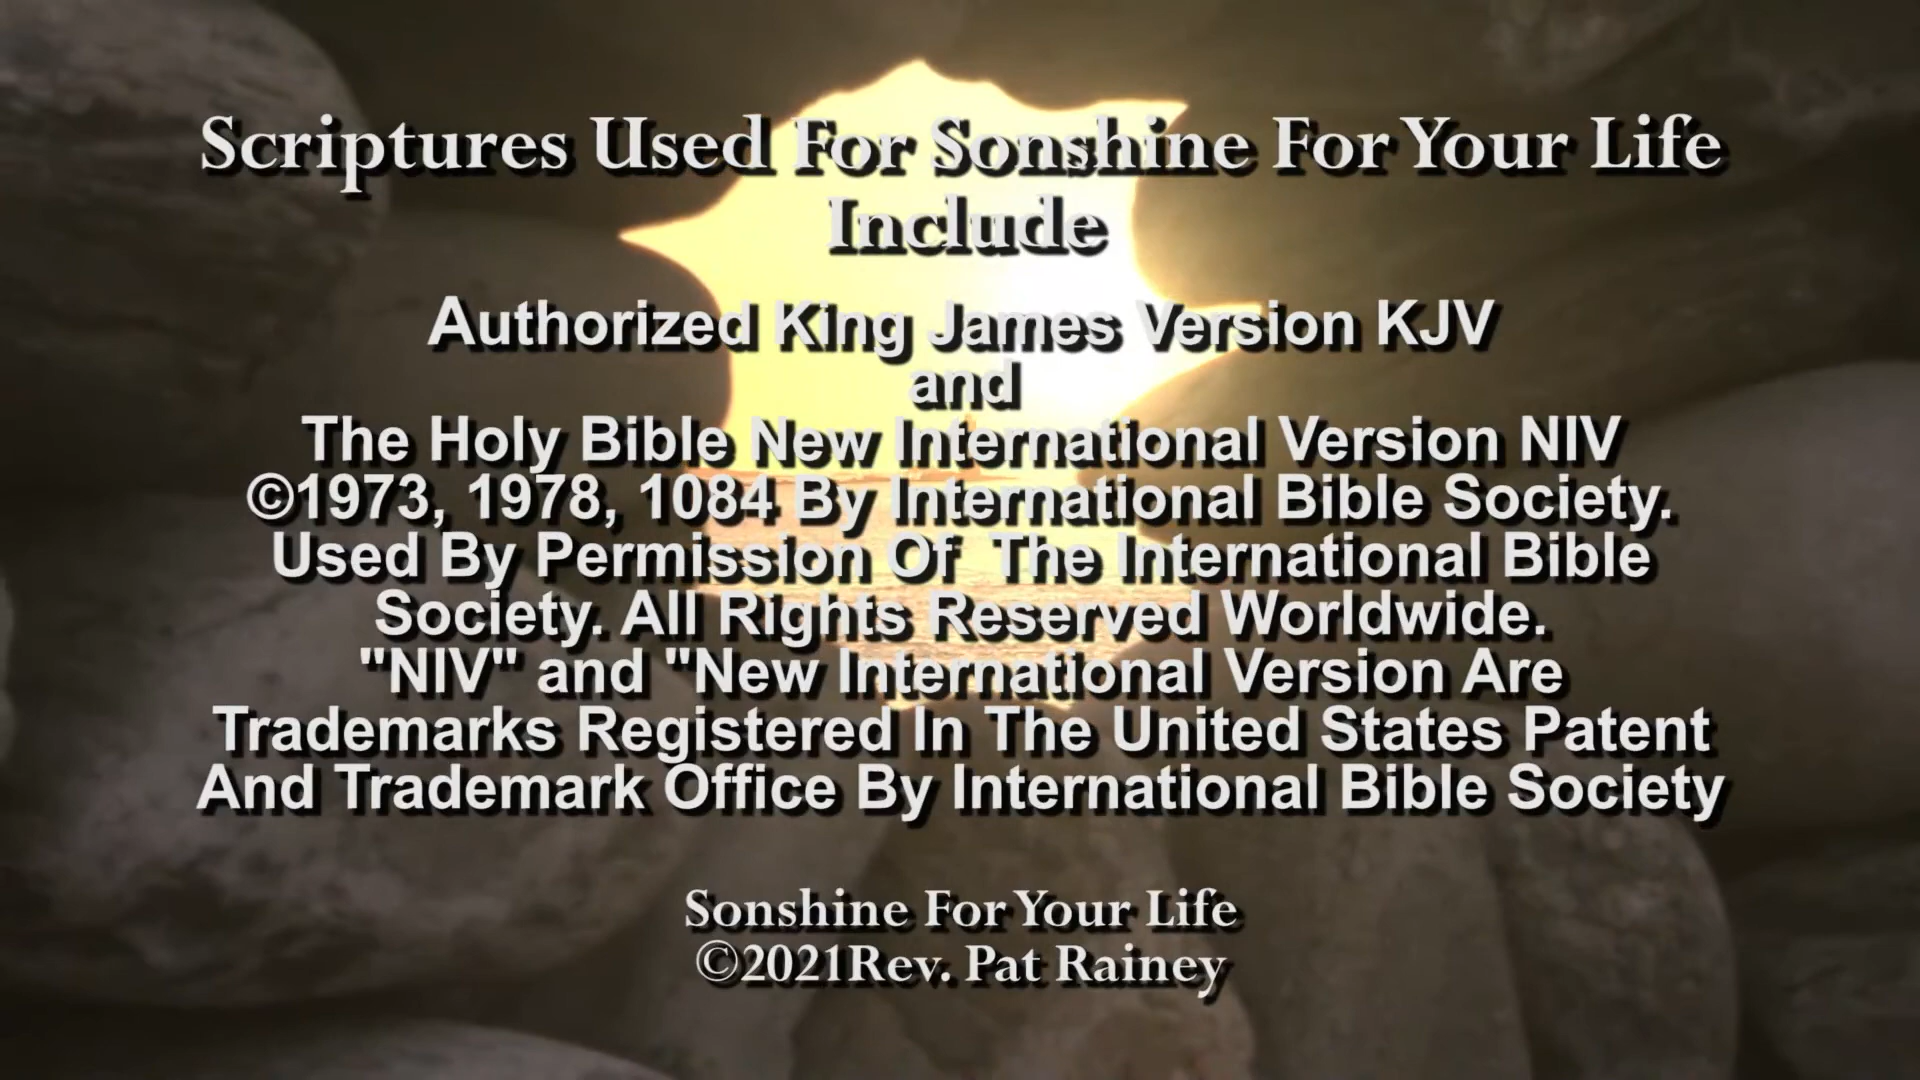 Scriptures Used For Sonshine For Your Life
Include
Authorized King James Version KJV
and
The Holy Bible New International Version NIV
©1973, 1978, 1084 By International Bible Society.
Used By Permission Of The International Bible
Society. All Rights Reserved Worldwide.
"NIV" and "New International Version Are
Trademarks Registered In The United States Patent
And Trademark Office By International Bible Society
Sonshine For Your Life
©2021Rev. Pat Rainey